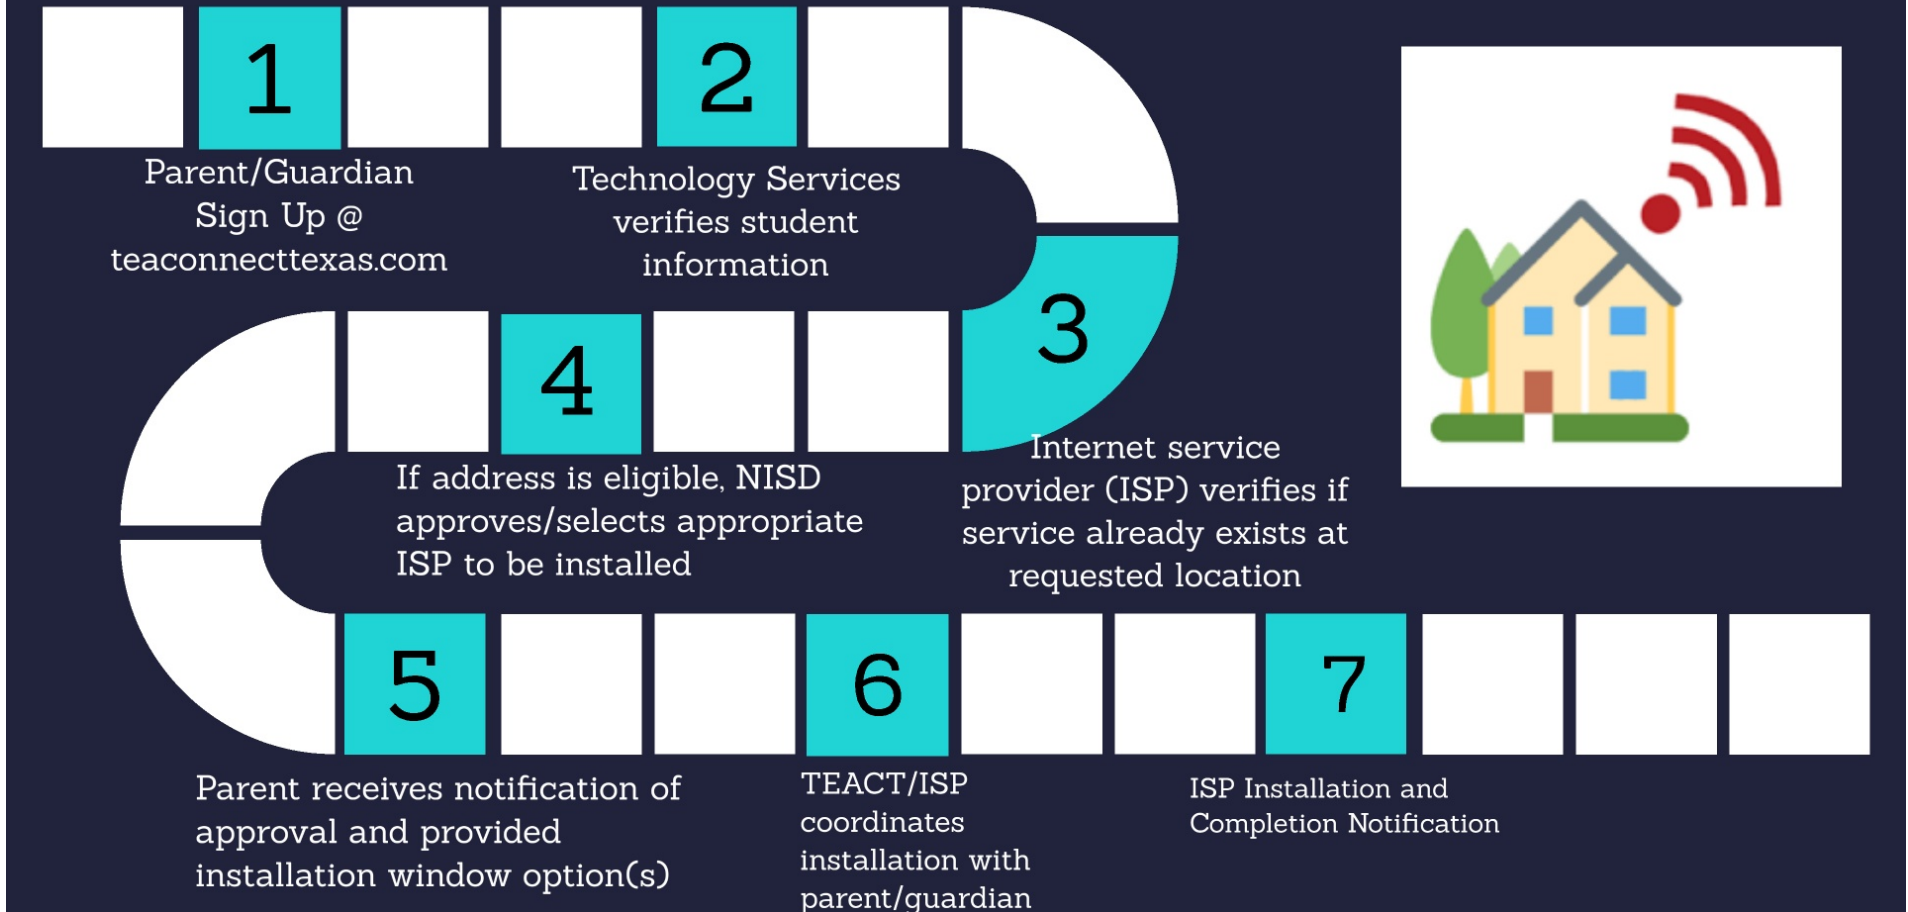 1
Parent/Guardian
Sign Up @
teaconnecttexas.com
2
Technology Services
verifies student
information
3
Internet service
provider (ISP) verifies if
service already exists at
requested location
4
If address is eligible, NISD
approves/selects appropriate
ISP to be installed
5
Parent receives notification of
approval and provided
installation window option(s)
6
TEACT/ISP
coordinates
installation with
parent/guardian
7
ISP Installation and
Completion Notification